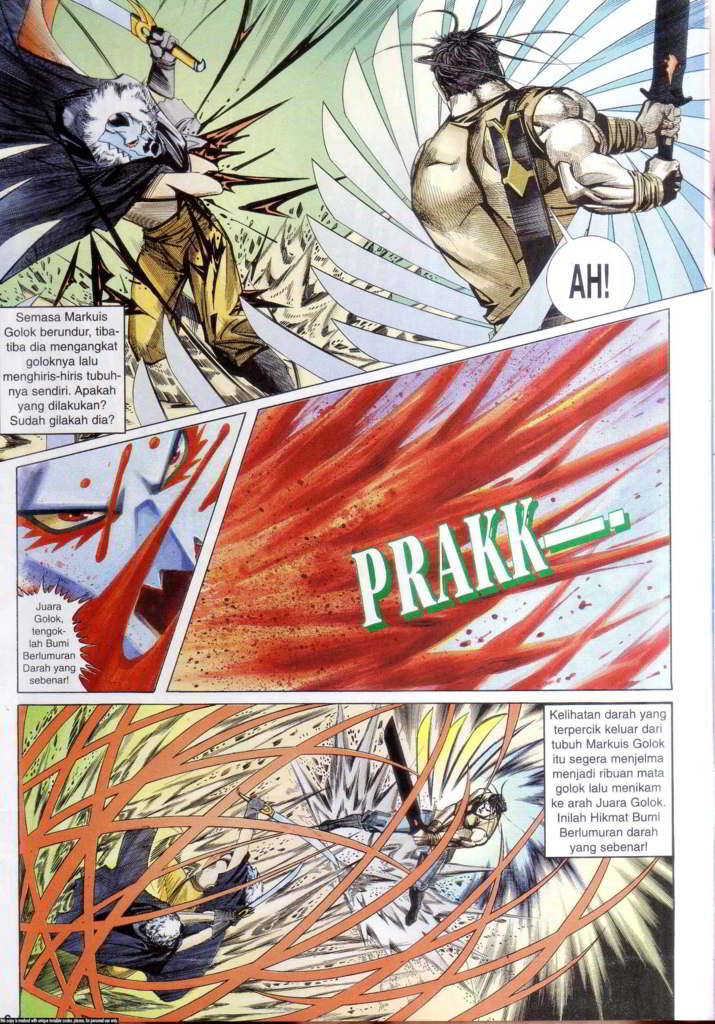 AH!
Semasa Markuis
Golok berundur, tiba-
tiba dia mengangkat
goloknya lalu
menghiris-hiris tubuh-
nya sendiri. Apakah
yang dilakukan?
Sudah gilakah dia?
PRAKK—·
Juara
Golok,
tengok-
lah Bumi
Berlumuran
Darah yang
sebenar!
Kelihatan darah yang
terpercik keluar dari
tubuh Markuis Golok
itu segera menjelma
menjadi ribuan mata
golok lalu menikam
ke arah Juara Golok.
Inilah Hikmat Bumi
Berlumuran darah
yang sebenar!